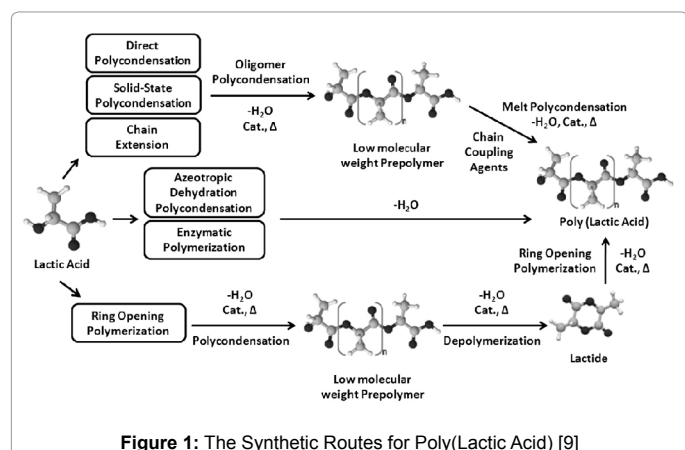 Direct
Polycondensation
Solid-State
Polycondensation
Chain
Extension
Oligomer
Polycondensation
-H₂O
Cat., Δ
n
Low molecular
weight Prepolymer
Melt Polycondensation
-H₂O, Cat., Δ
Chain
Coupling
Agents
Lactic Acid
Azeotropic
Dehydration
Polycondensation
Enzymatic
Polymerization
-H₂O
n
Poly (Lactic Acid)
Ring Opening
Polymerization
-H₂O
Cat., Δ
Ring Opening
Polymerization
-H₂O
Cat., Δ
Polycondensation
n
Low molecular
weight Prepolymer
-H₂O
Cat., Δ
Depolymerization
Lactide
Figure 1: The Synthetic Routes for Poly(Lactic Acid) [9]